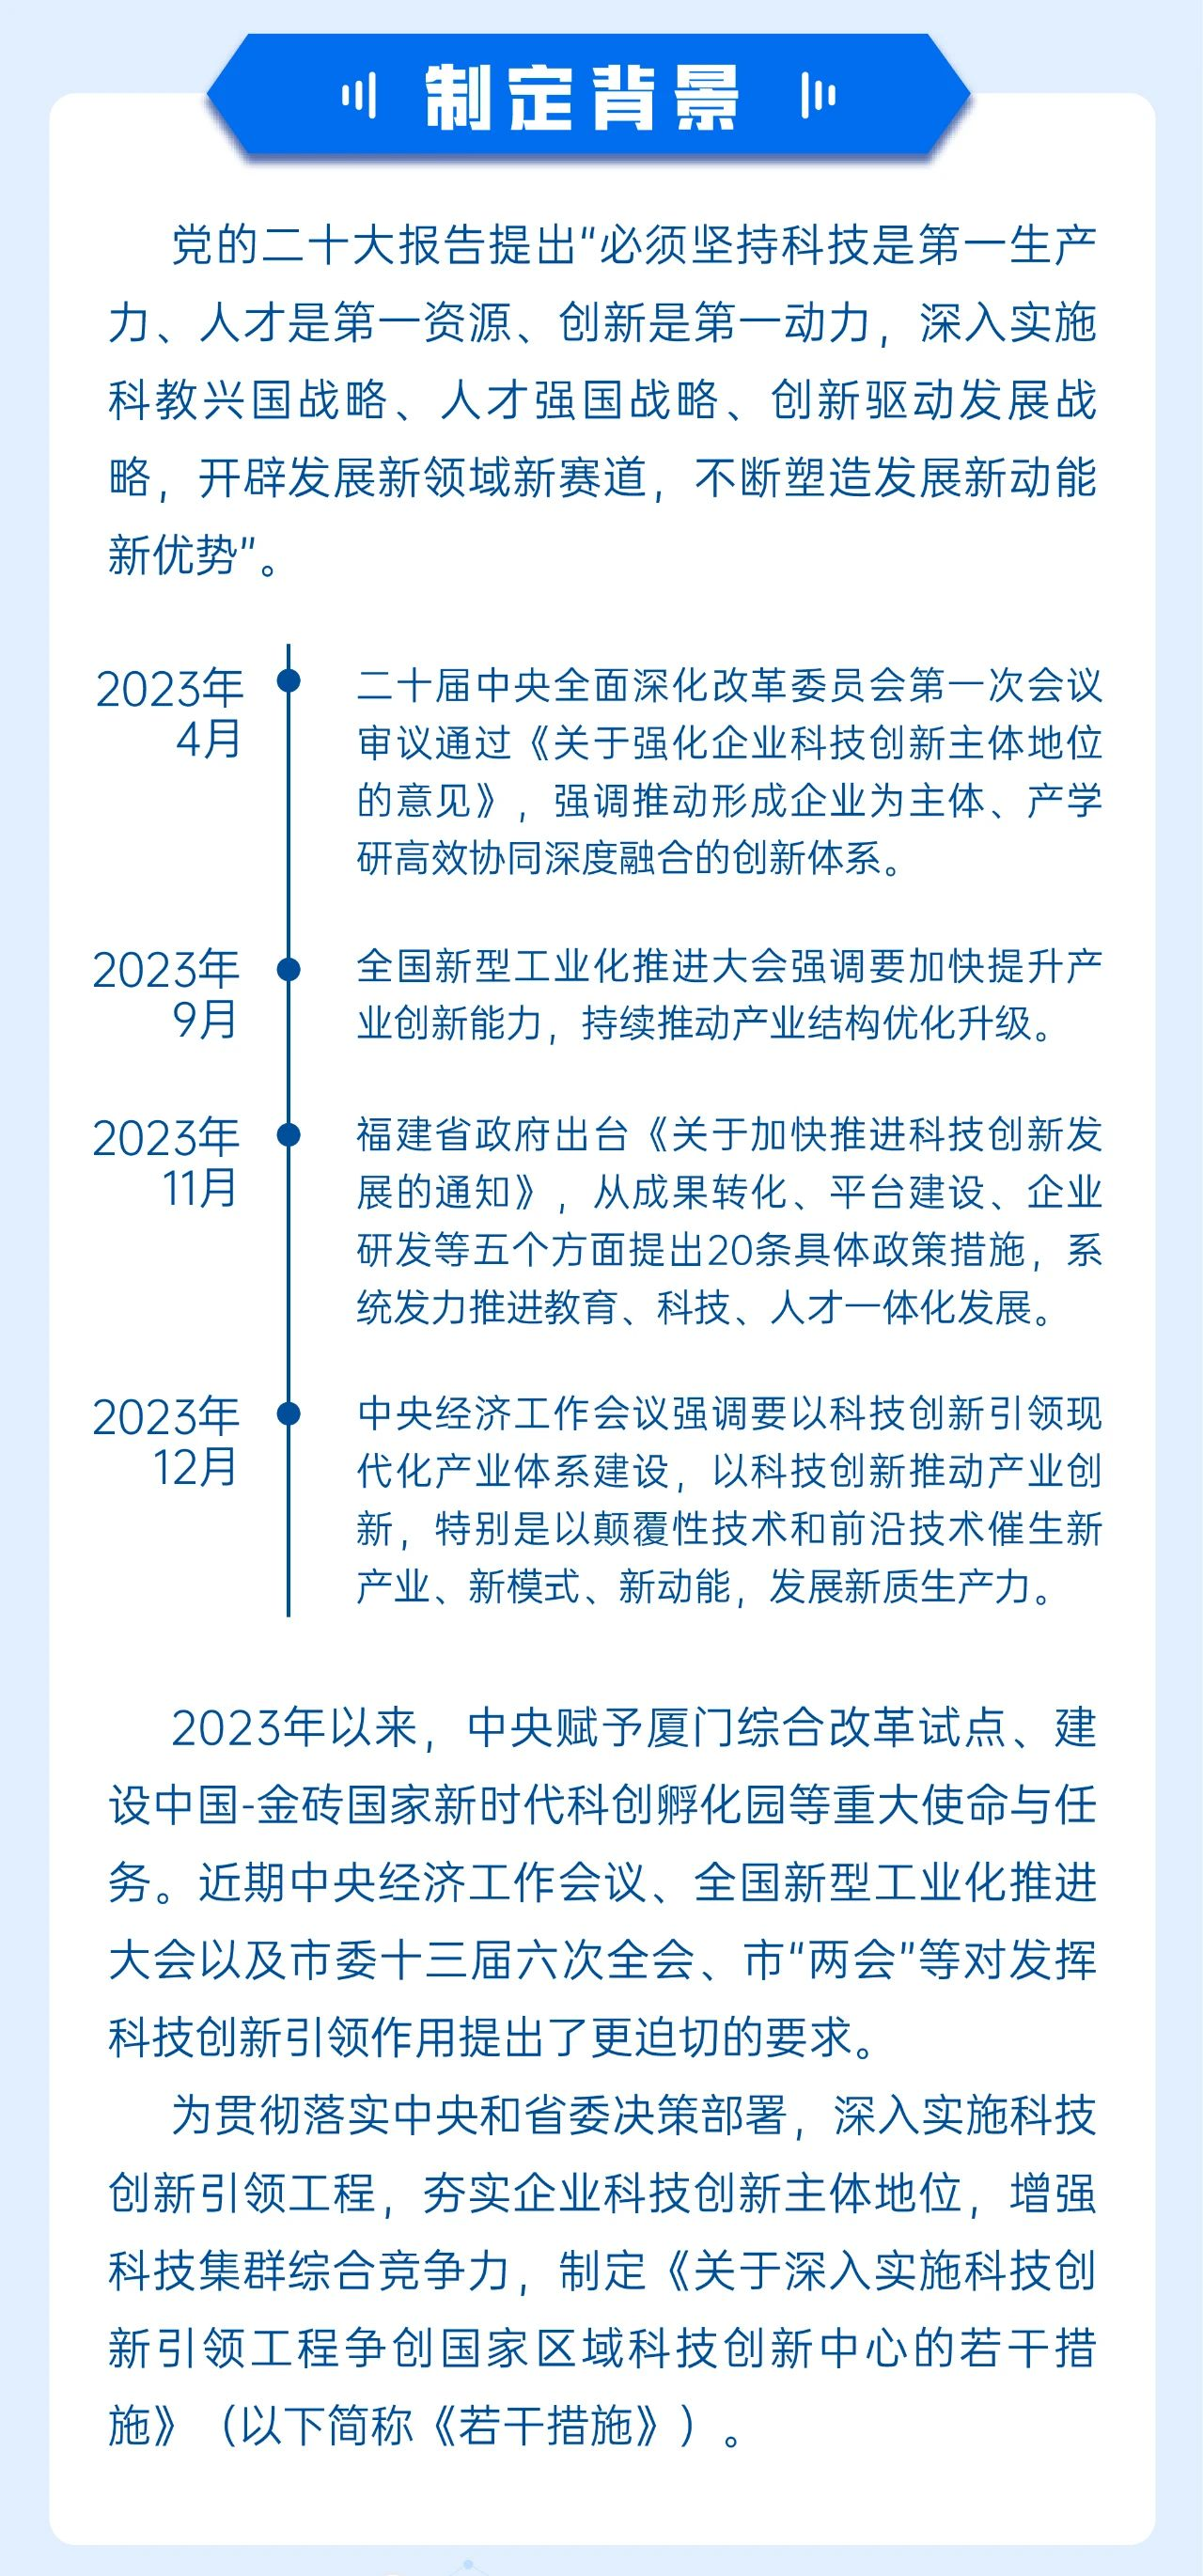 制定背景
党的二十大报告提出“必须坚持科技是第一生产
力、人才是第一资源、创新是第一动力，深入实施
科教兴国战略、人才强国战略、创新驱动发展战
略，开辟发展新领域新赛道，不断塑造发展新动能
新优势”。
2023年
4月
二十届中央全面深化改革委员会第一次会议
审议通过《关于强化企业科技创新主体地位
的意见》，强调推动形成企业为主体、产学
研高效协同深度融合的创新体系。
2023年
9月
全国新型工业化推进大会强调要加快提升产
业创新能力，持续推动产业结构优化升级。
2023年
11月
福建省政府出台《关于加快推进科技创新发
展的通知》，从成果转化、平台建设、企业
研发等五个方面提出20条具体政策措施，系
统发力推进教育、科技、人才一体化发展。
2023年
12月
中央经济工作会议强调要以科技创新引领现
代化产业体系建设，以科技创新推动产业创
新，特别是以颠覆性技术和前沿技术催生新
产业、新模式、新动能，发展新质生产力。
2023年以来，中央赋予厦门综合改革试点、建
设中国-金砖国家新时代科创孵化园等重大使命与任
务。近期中央经济工作会议、全国新型工业化推进
大会以及市委十三届六次全会、市“两会”等对发挥
科技创新引领作用提出了更迫切的要求。
为贯彻落实中央和省委决策部署，深入实施科技
创新引领工程，夯实企业科技创新主体地位，增强
科技集群综合竞争力，制定《关于深入实施科技创
新引领工程争创国家区域科技创新中心的若干措
施》（以下简称《若干措施》）。